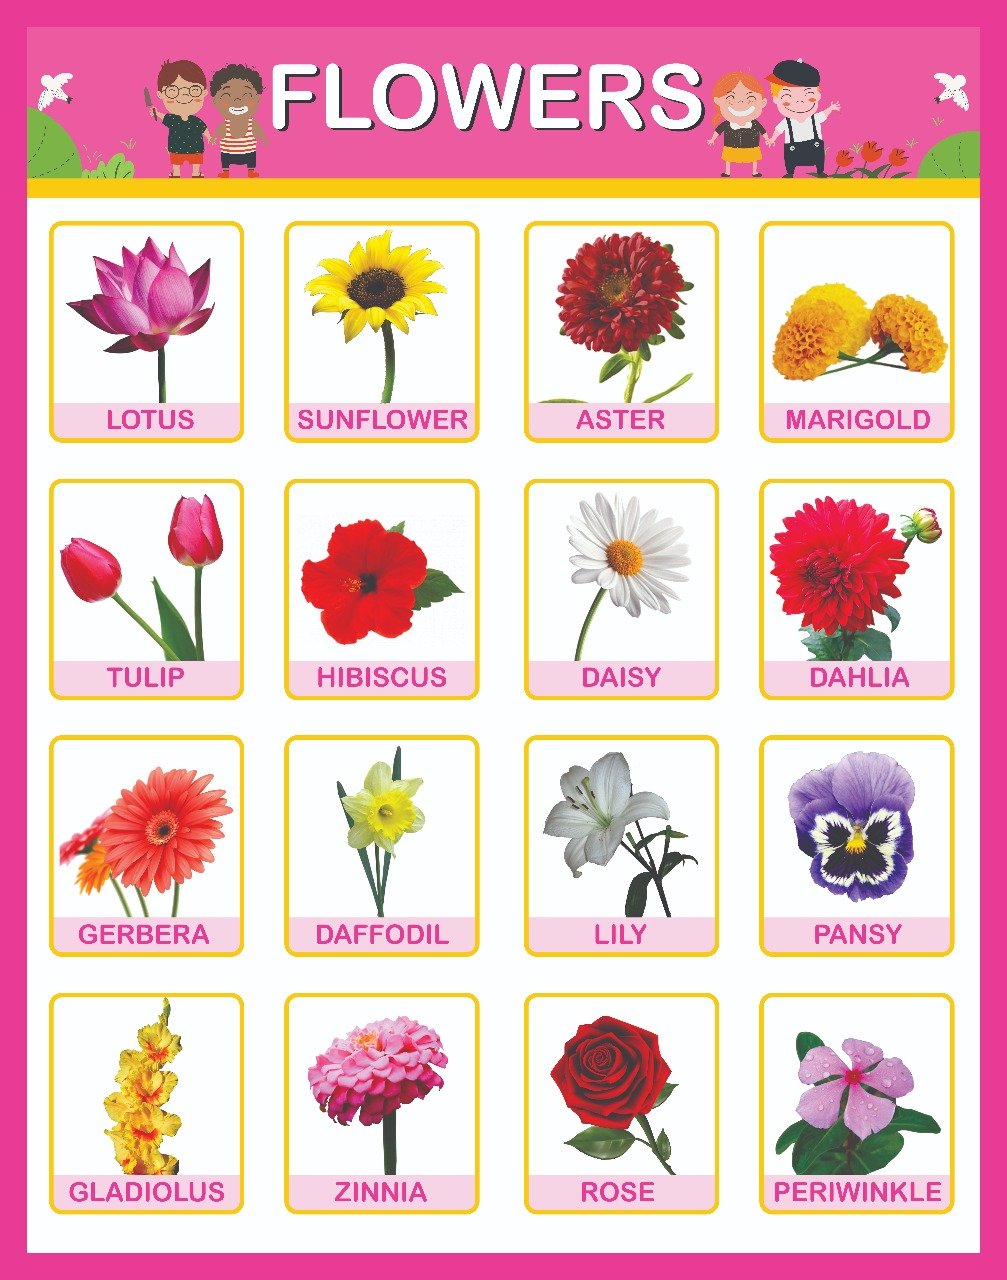 FLOWERS
LOTUS
SUNFLOWER
ASTER
MARIGOLD
TULIP
HIBISCUS
DAISY
DAHLIA
GERBERA
DAFFODIL
LILY
PANSY
GLADIOLUS
ZINNIA
ROSE
PERIWINKLE